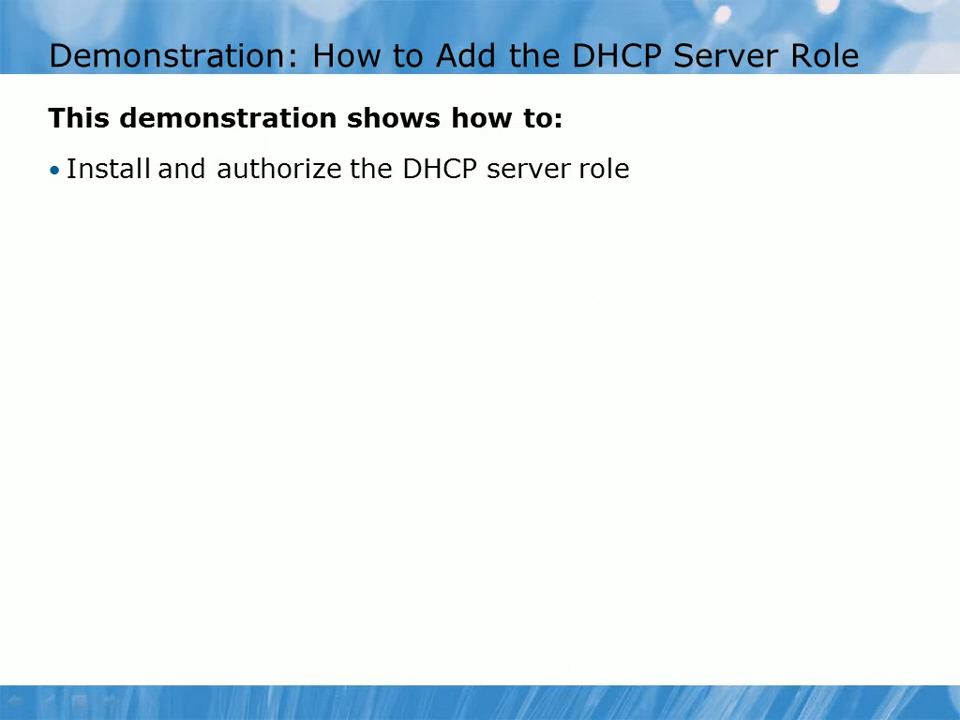 Demonstration: How to Add the DHCP Server Role
This demonstration shows how to:
• Install and authorize the DHCP server role